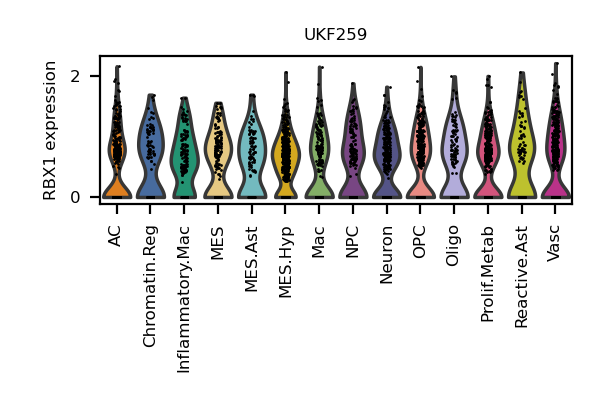 UKF259
RBX1 expression
2
0
AC
Chromatin.Reg
Inflammatory.Mac
MES
MES.Ast
MES.Hyp
Mac
NPC
Neuron
OPC
Oligo
Prolif.Metab
Reactive.Ast
Vasc